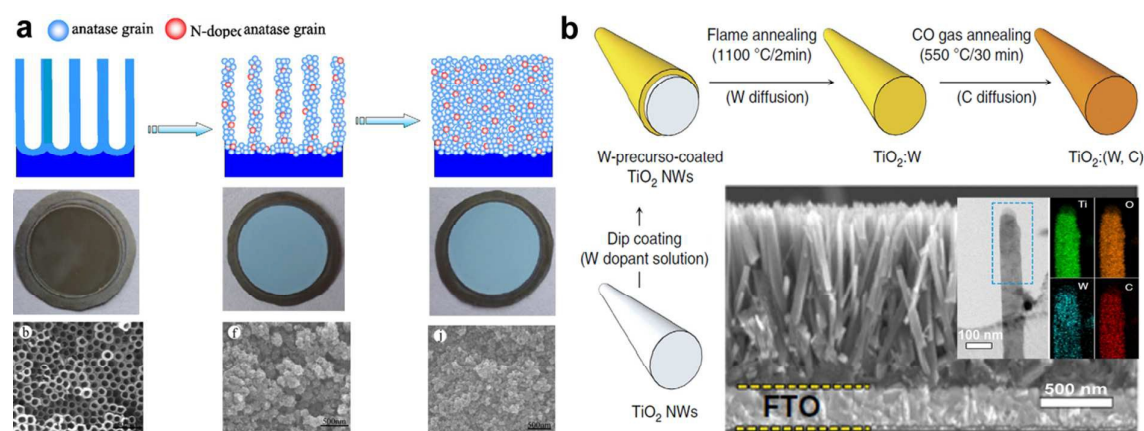 a
anatase grain
N-dopec anatase grain
b
f
j
500nm
500nm
b
Flame annealing
(1100 °C/2min)
(W diffusion)
CO gas annealing
(550 °C/30 min)
(C diffusion)
W-precurso-coated
TiO2 NWs
TiO2:W
TiO2:(W, C)
Dip coating
(W dopant solution)
TiO2 NWs
FTO
500 nm
100 nm
Ti
O
W
C